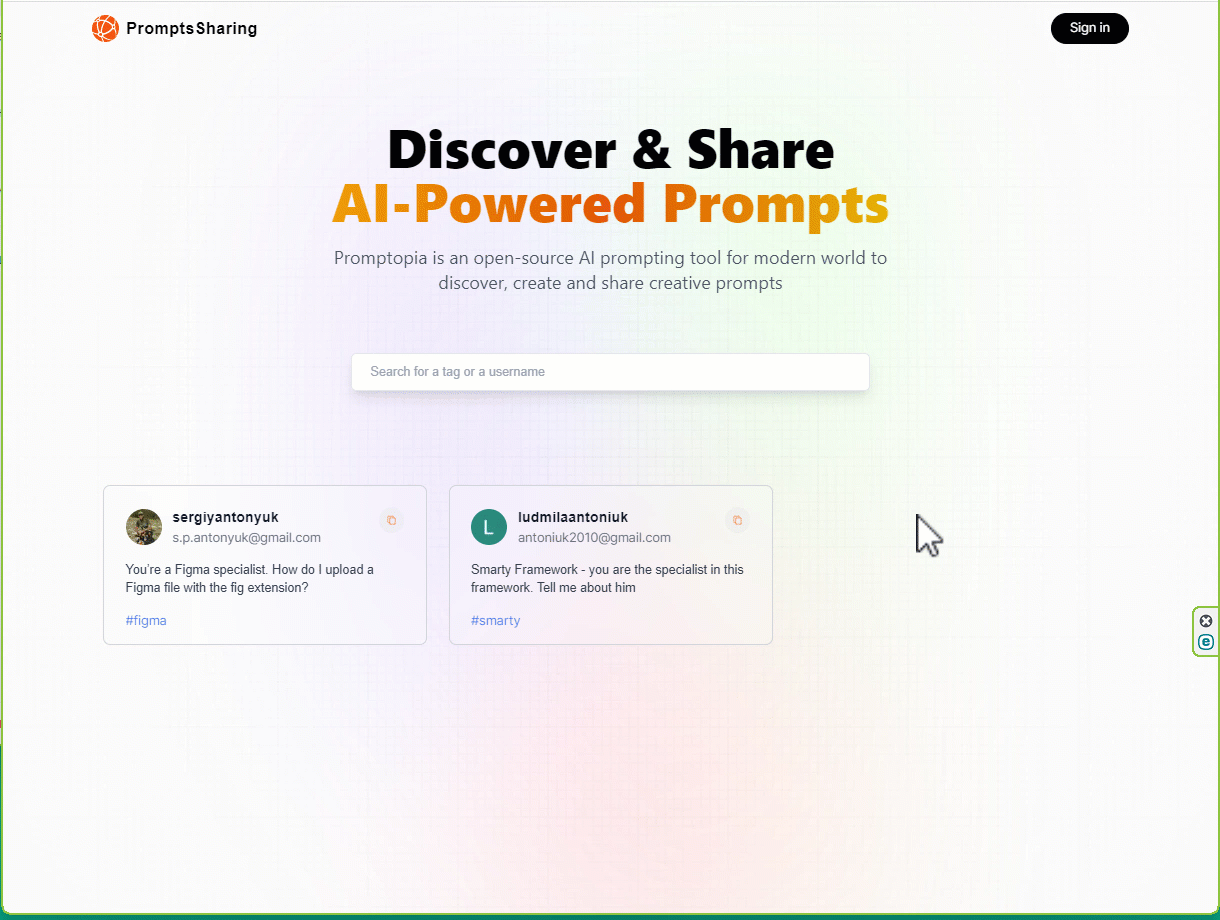 PromptsSharing
Sign in
Discover & Share
AI-Powered Prompts
Promptopia is an open-source AI prompting tool for modern world to
discover, create and share creative prompts
Search for a tag or a username
sergiyantonyuk
s.p.antonyuk@gmail.com
You're a Figma specialist. How do I upload a
Figma file with the fig extension?
#figma
L
ludmilaantoniuk
antoniuk2010@gmail.com
Smarty Framework - you are the specialist in this
framework. Tell me about him
#smarty
e